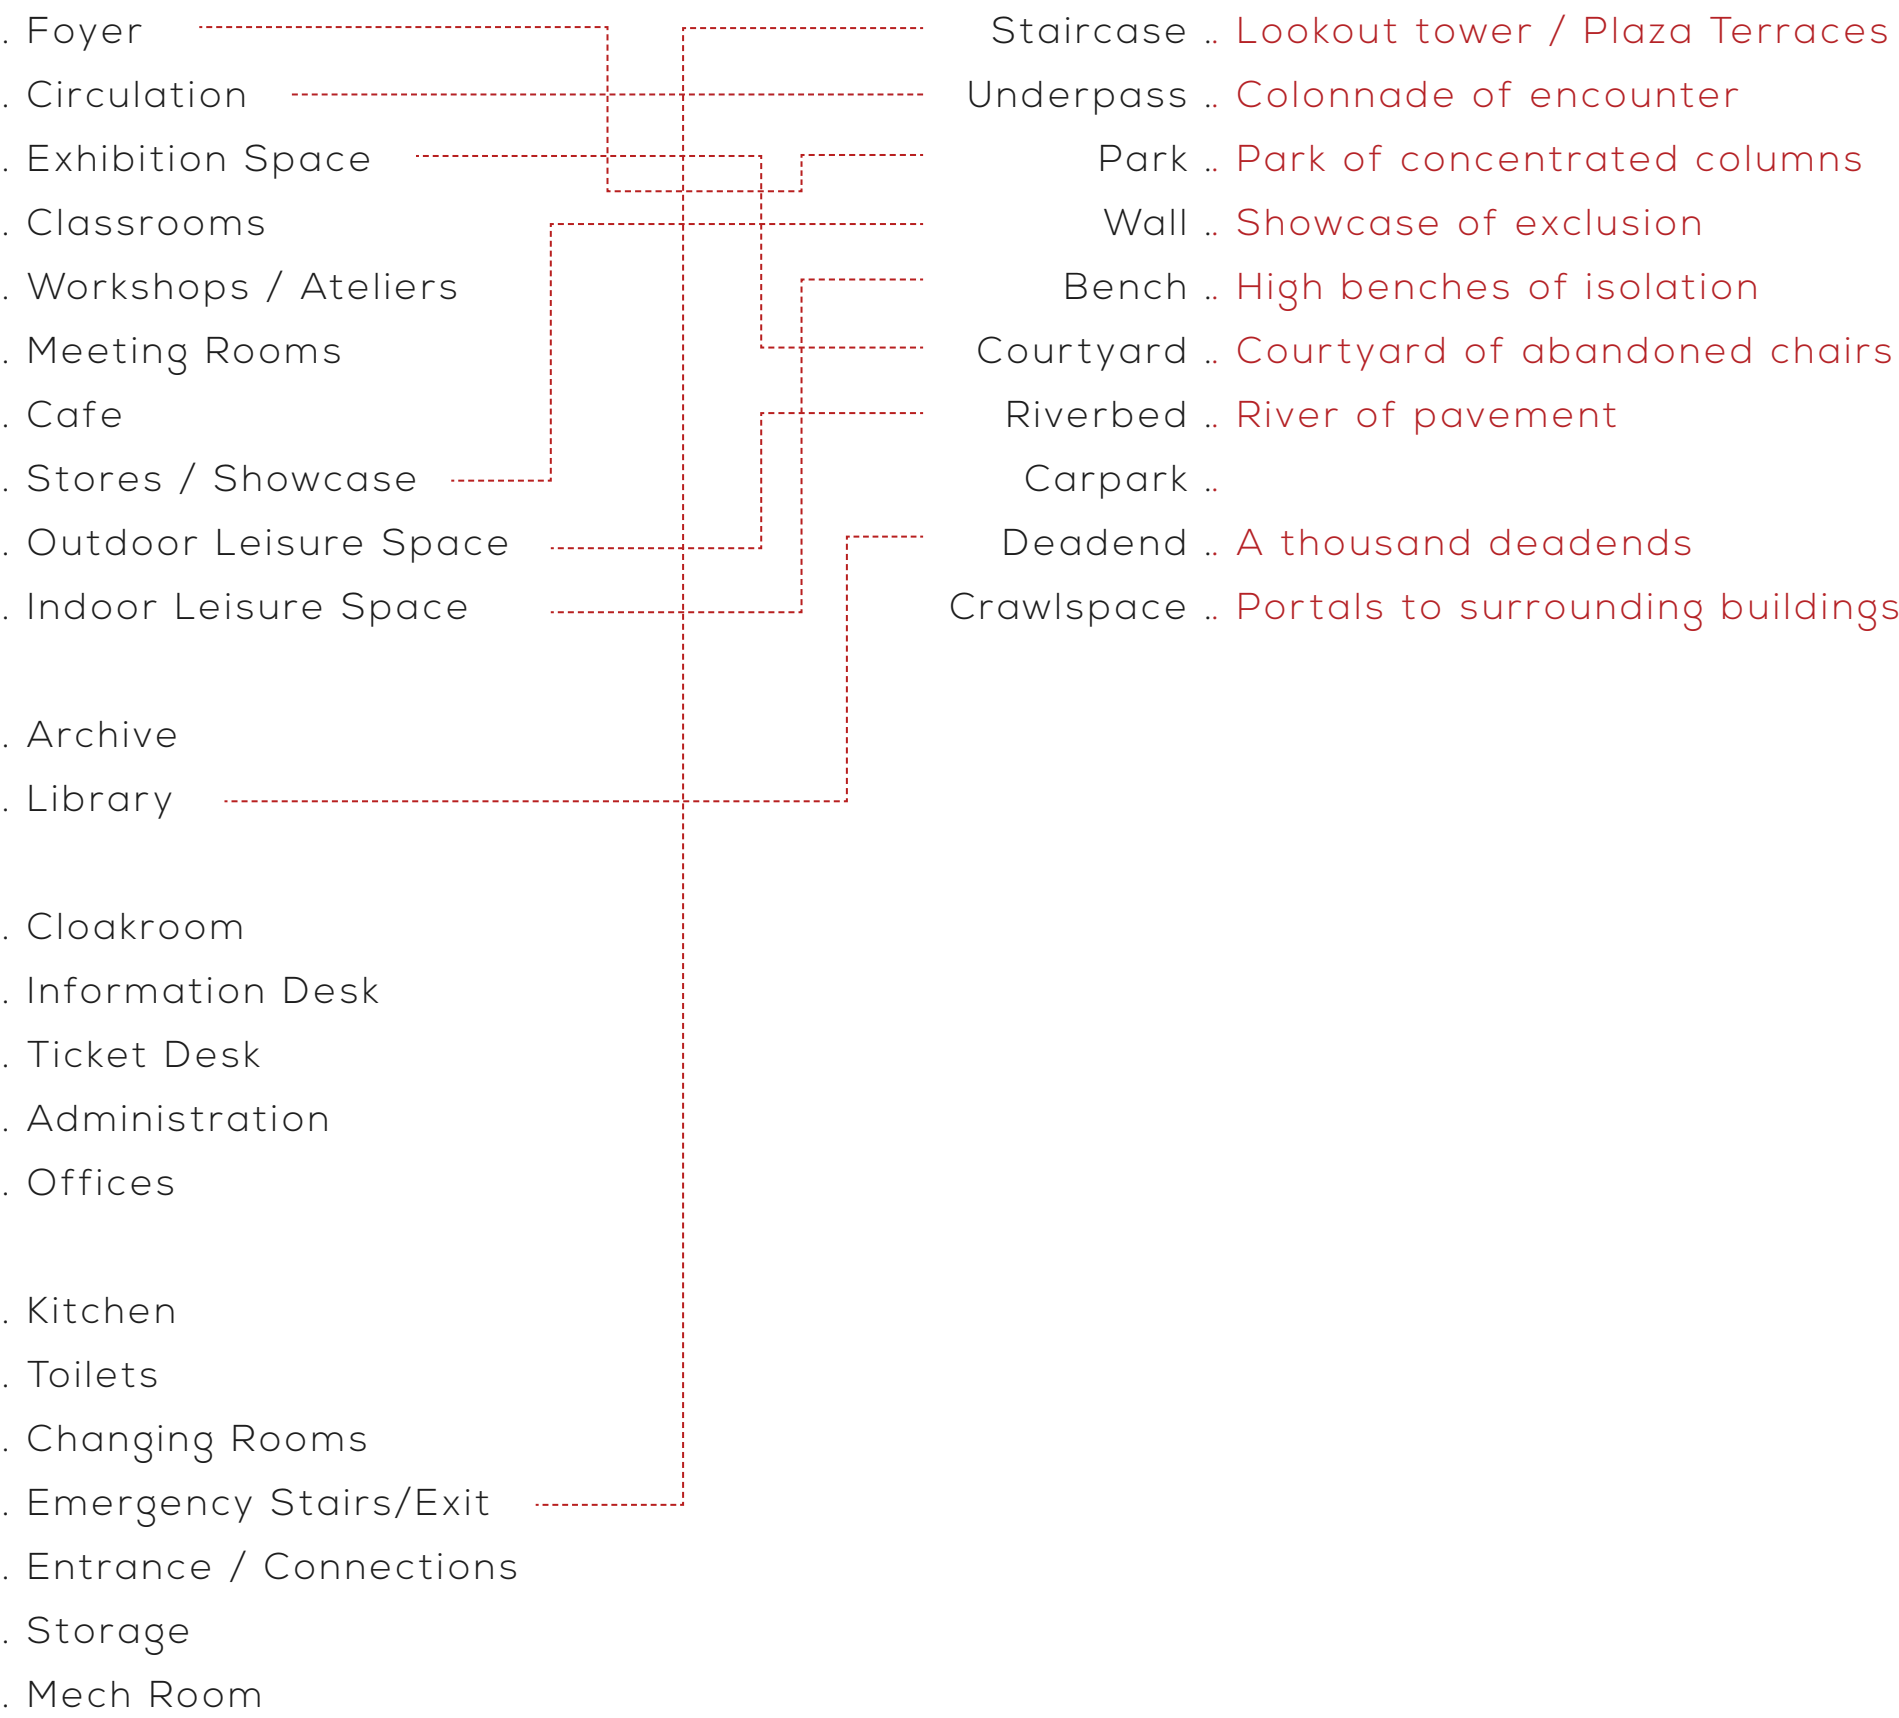 . Foyer
. Circulation
. Exhibition Space
. Classrooms
. Workshops / Ateliers
. Meeting Rooms
. Cafe
. Stores / Showcase
. Outdoor Leisure Space
. Indoor Leisure Space
. Archive
. Library
. Cloakroom
. Information Desk
. Ticket Desk
. Administration
. Offices
. Kitchen
. Toilets
. Changing Rooms
. Emergency Stairs/Exit
. Entrance / Connections
. Storage
. Mech Room
Staircase .. Lookout tower / Plaza Terraces
Underpass .. Colonnade of encounter
Park .. Park of concentrated columns
Wall .. Showcase of exclusion
Bench .. High benches of isolation
Courtyard .. Courtyard of abandoned chairs
Riverbed .. River of pavement
Carpark ..
Deadend .. A thousand deadends
Crawlspace .. Portals to surrounding buildings